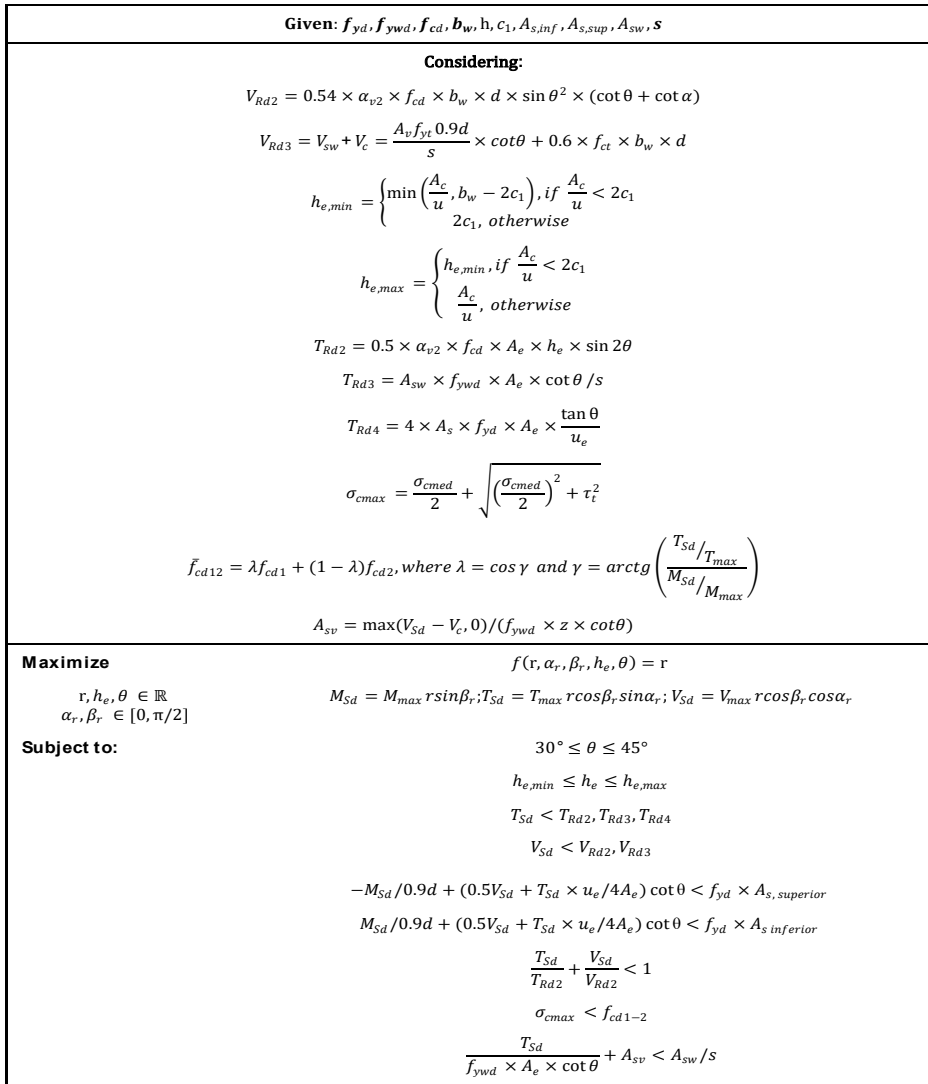 Given: f_yd, f_ywd, f_cd, b_w, h, c_1, A_s,inf, A_s,sup, A_sw, s
Considering:
V_Rd2 = 0.54 × α_v2 × f_cd × b_w × d × sin θ^2 × (cot θ + cot α)
V_Rd3 = V_sw + V_c = (A_v f_yt 0.9d / s) × cotθ + 0.6 × f_ct × b_w × d
h_e,min = { min (A_c/u, b_w − 2c_1), if A_c/u < 2c_1
2c_1, otherwise
h_e,max = { h_e,min, if A_c/u < 2c_1
A_c/u, otherwise
T_Rd2 = 0.5 × α_v2 × f_cd × A_e × h_e × sin 2θ
T_Rd3 = A_sw × f_ywd × A_e × cot θ /s
T_Rd4 = 4 × A_s × f_yd × A_e × (tan θ / u_e)
σ_cmax = σ_cmed/2 + √((σ_cmed/2)^2 + τ_t^2)
f̄_cd12 = λf_cd1 + (1 − λ)f_cd2, where λ = cos γ and γ = arctg ((T_Sd/T_max) / (M_Sd/M_max))
A_sv = max(V_Sd − V_c, 0)/(f_ywd × z × cotθ)
Maximize f(r, α_r, β_r, h_e, θ) = r
r, h_e, θ ∈ ℝ M_Sd = M_max rsinβ_r; T_Sd = T_max rcosβ_r sinα_r; V_Sd = V_max rcosβ_r cosα_r
α_r, β_r ∈ [0, π/2]
Subject to: 30° ≤ θ ≤ 45°
h_e,min ≤ h_e ≤ h_e,max
T_Sd < T_Rd2, T_Rd3, T_Rd4
V_Sd < V_Rd2, V_Rd3
−M_Sd/0.9d + (0.5V_Sd + T_Sd × u_e/4A_e) cot θ < f_yd × A_s, superior
M_Sd/0.9d + (0.5V_Sd + T_Sd × u_e/4A_e) cot θ < f_yd × A_s inferior
T_Sd/T_Rd2 + V_Sd/V_Rd2 < 1
σ_cmax < f_cd1−2
T_Sd / (f_ywd × A_e × cot θ) + A_sv < A_sw/s